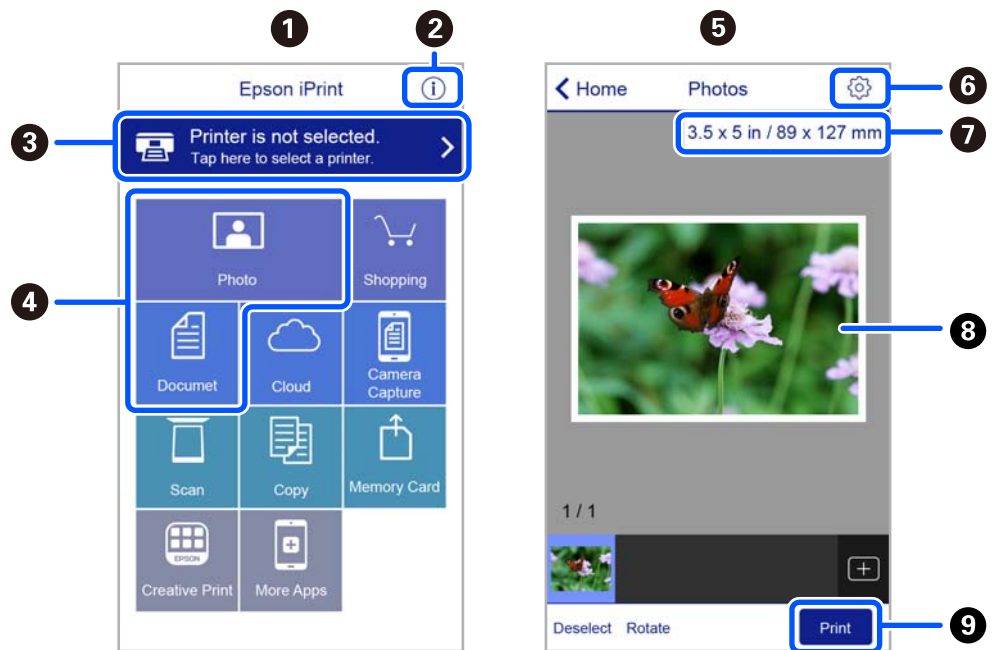 1
2
Epson iPrint
i
3
Printer is not selected.
Tap here to select a printer.
4
Photo
Shopping
Documet
Cloud
Camera
Capture
Scan
Copy
Memory Card
EPSON
Creative Print
More Apps
5
6
Home
Photos
7
3.5 x 5 in / 89 x 127 mm
8
1 / 1
Deselect
Rotate
Print
9